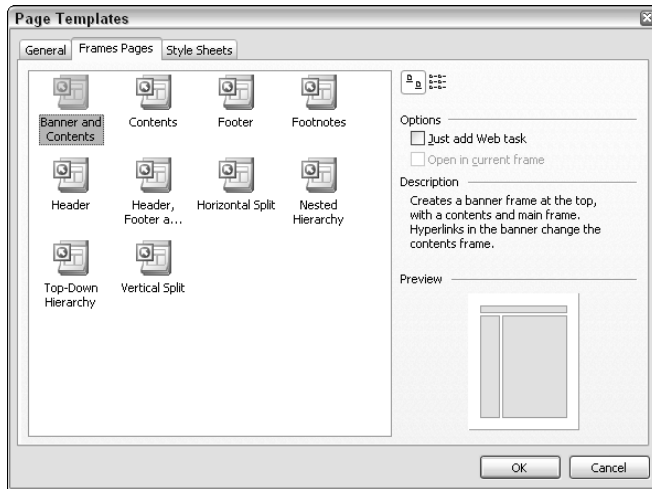 Page Templates
General Frames Pages Style Sheets
Banner and
Contents
Contents
Footer
Footnotes
Header
Header,
Footer a...
Horizontal Split
Nested
Hierarchy
Top-Down
Hierarchy
Vertical Split
Options
Just add Web task
Open in current frame
Description
Creates a banner frame at the top,
with a contents and main frame.
Hyperlinks in the banner change the
contents frame.
Preview
OK Cancel